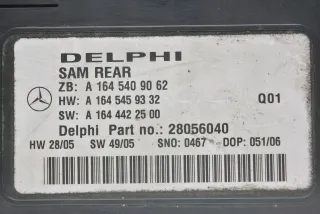 DELPHI
SAM REAR
ZB: A 164 540 90 62
HW: A 164 545 93 32 Q01
SW: A 164 442 25 00
Delphi Part no.: 28056040
HW 28/05 SW 49/05 SNO: 0467 DOP: 051/06